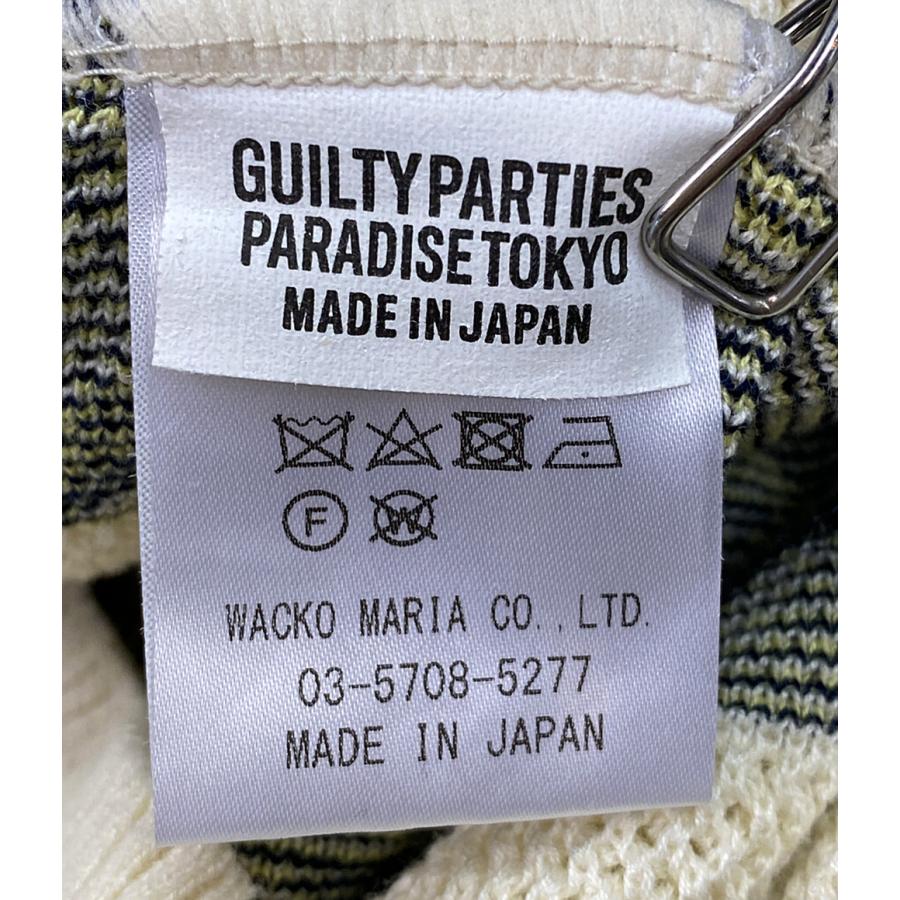 GUILTY PARTIES
PARADISE TOKYO
MADE IN JAPAN
F W
WACKO MARIA CO.,LTD.
03-5708-5277
MADE IN JAPAN